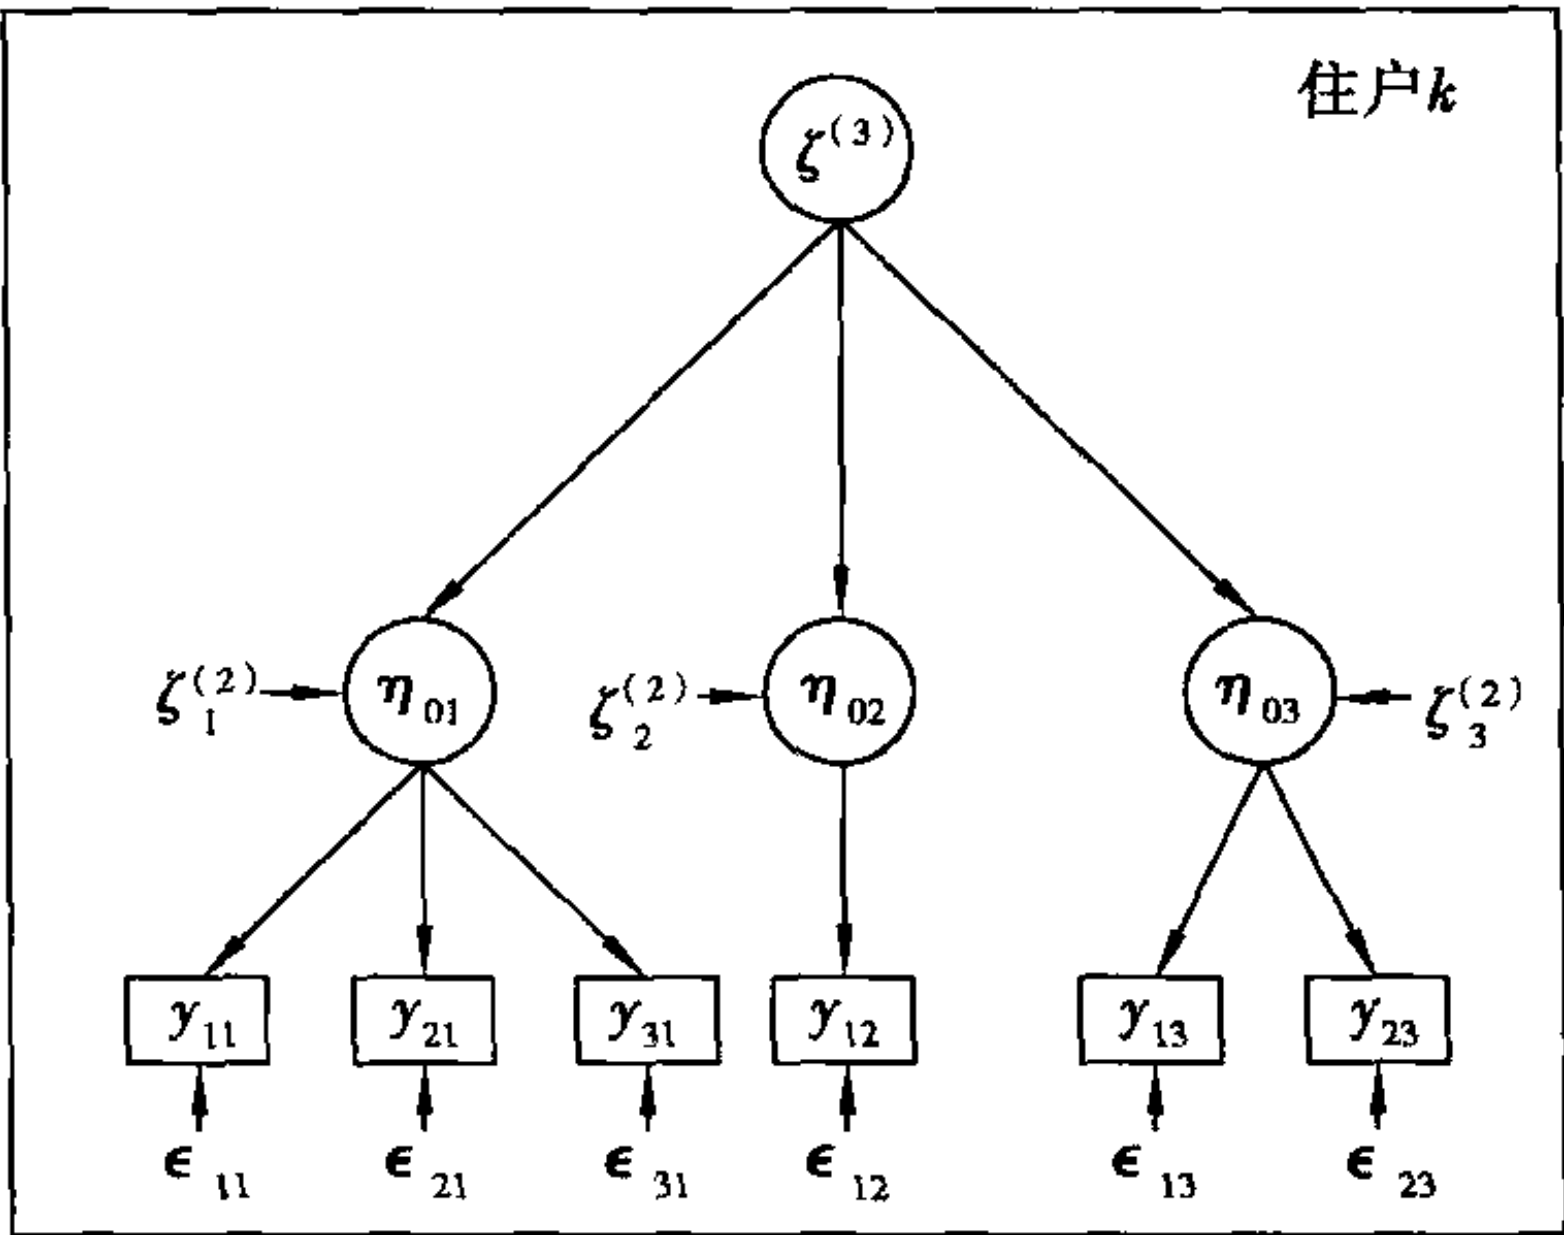 住户k
ζ⁽³⁾
ζ₁⁽²⁾ η₀₁ ζ₂⁽²⁾ η₀₂ η₀₃ ζ₃⁽²⁾
y₁₁ y₂₁ y₃₁ y₁₂ y₁₃ y₂₃
ϵ₁₁ ϵ₂₁ ϵ₃₁ ϵ₁₂ ϵ₁₃ ϵ₂₃